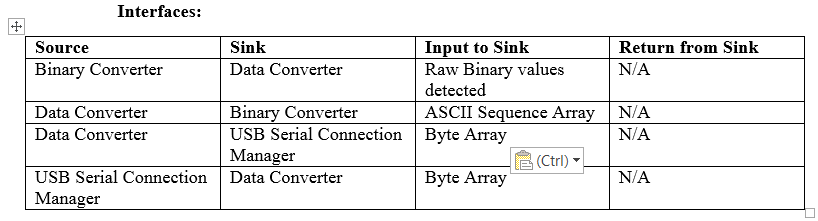 Interfaces:
Source Sink Input to Sink Return from Sink
Binary Converter Data Converter Raw Binary values N/A
detected
Data Converter Binary Converter ASCII Sequence Array N/A
Data Converter USB Serial Connection Byte Array N/A
Manager
(Ctrl)
USB Serial Connection Data Converter Byte Array N/A
Manager